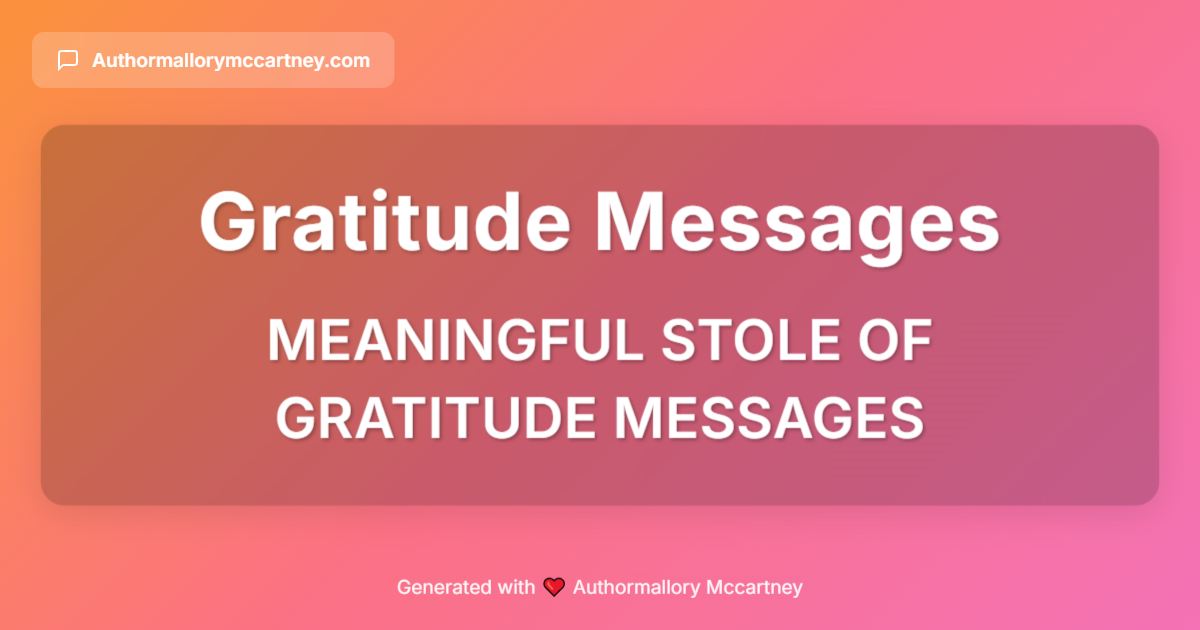 Authormallorymccartney.com
Gratitude Messages
MEANINGFUL STOLE OF
GRATITUDE MESSAGES
Generated with ❤️ Authormallory Mccartney